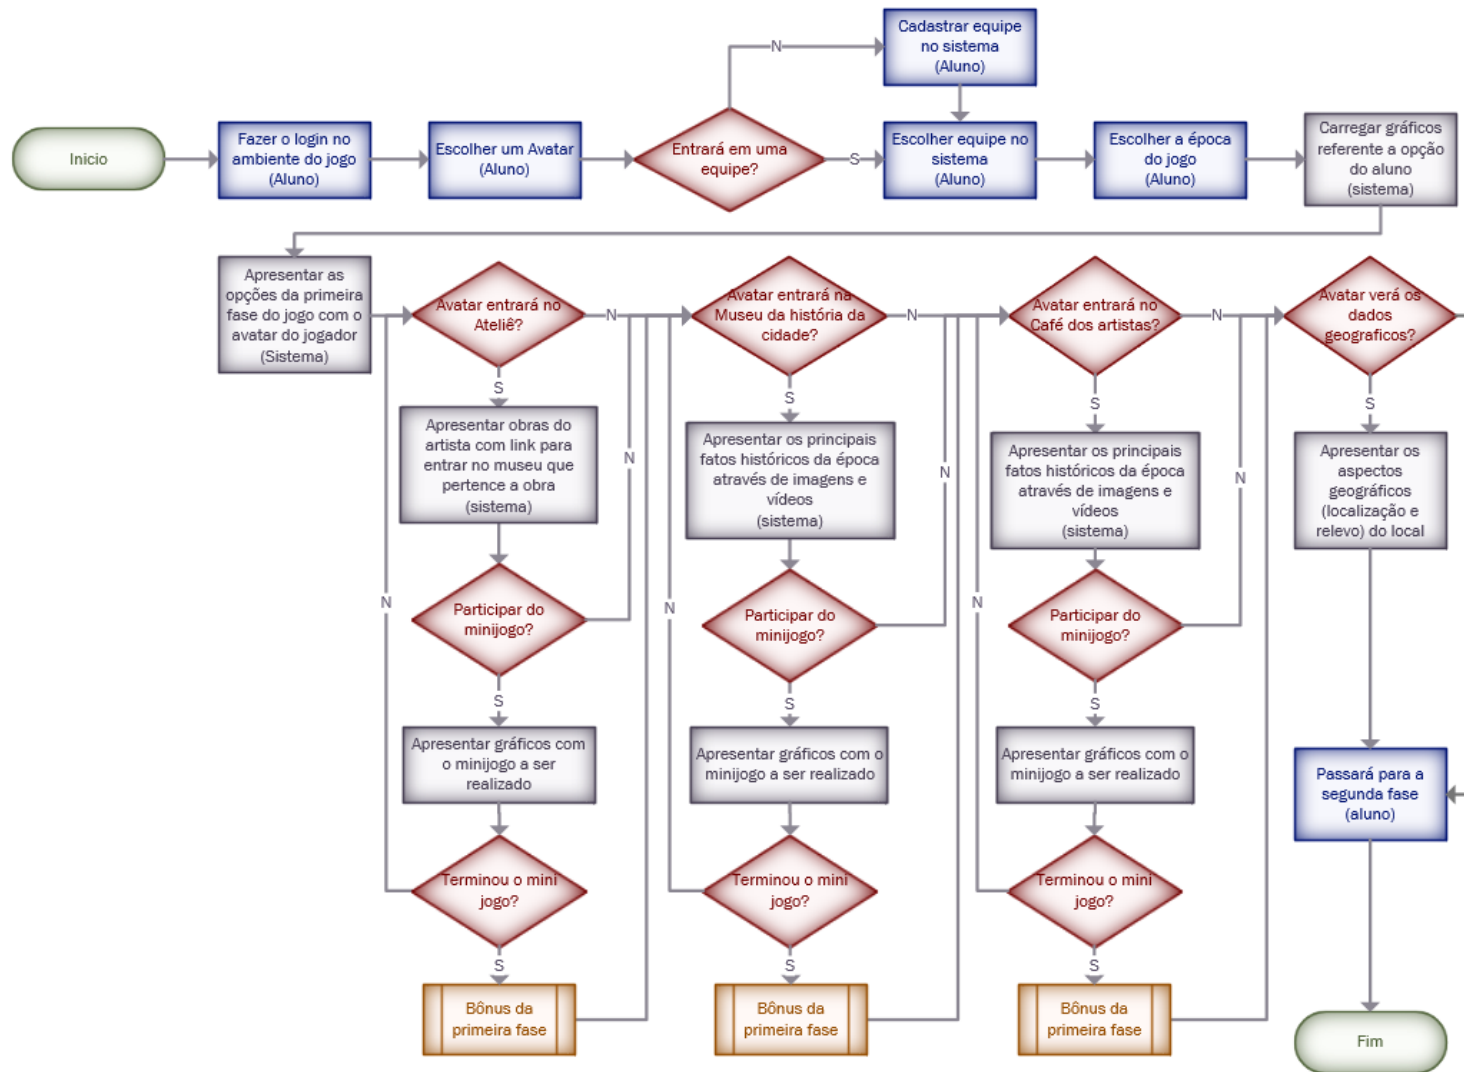 Cadastrar equipe
no sistema
(Aluno)
N
Inicio
Fazer o login no
ambiente do jogo
(Aluno)
Escolher um Avatar
(Aluno)
Entrará em uma
equipe?
S
Escolher equipe no
sistema
(Aluno)
Escolher a época
do jogo
(Aluno)
Carregar gráficos
referente a opção
do aluno
(sistema)
Apresentar as
opções da primeira
fase do jogo com o
avatar do jogador
(Sistema)
Avatar entrará no
Ateliê?
N
S
Apresentar obras do
artista com link para
entrar no museu que
pertence a obra
(sistema)
N
Participar do
minijogo?
N
S
Apresentar gráficos com
o minijogo a ser
realizado
Terminou o mini
jogo?
S
Bônus da
primeira fase
Avatar entrará na
Museu da história da
cidade?
N
S
Apresentar os principais
fatos históricos da época
através de imagens e
vídeos
(sistema)
N
Participar do
minijogo?
N
S
Apresentar gráficos com o
minijogo a ser realizado
Terminou o mini
jogo?
S
Bônus da
primeira fase
Avatar entrará no
Café dos artistas?
N
S
Apresentar os principais
fatos históricos da época
através de imagens e
vídeos
(sistema)
N
Participar do
minijogo?
N
S
Apresentar gráficos com o
minijogo a ser realizado
Terminou o mini
jogo?
S
Bônus da
primeira fase
Avatar verá os
dados
geograficos?
S
Apresentar os
aspectos
geográficos
(localização e
relevo) do local
Passará para a
segunda fase
(aluno)
Fim